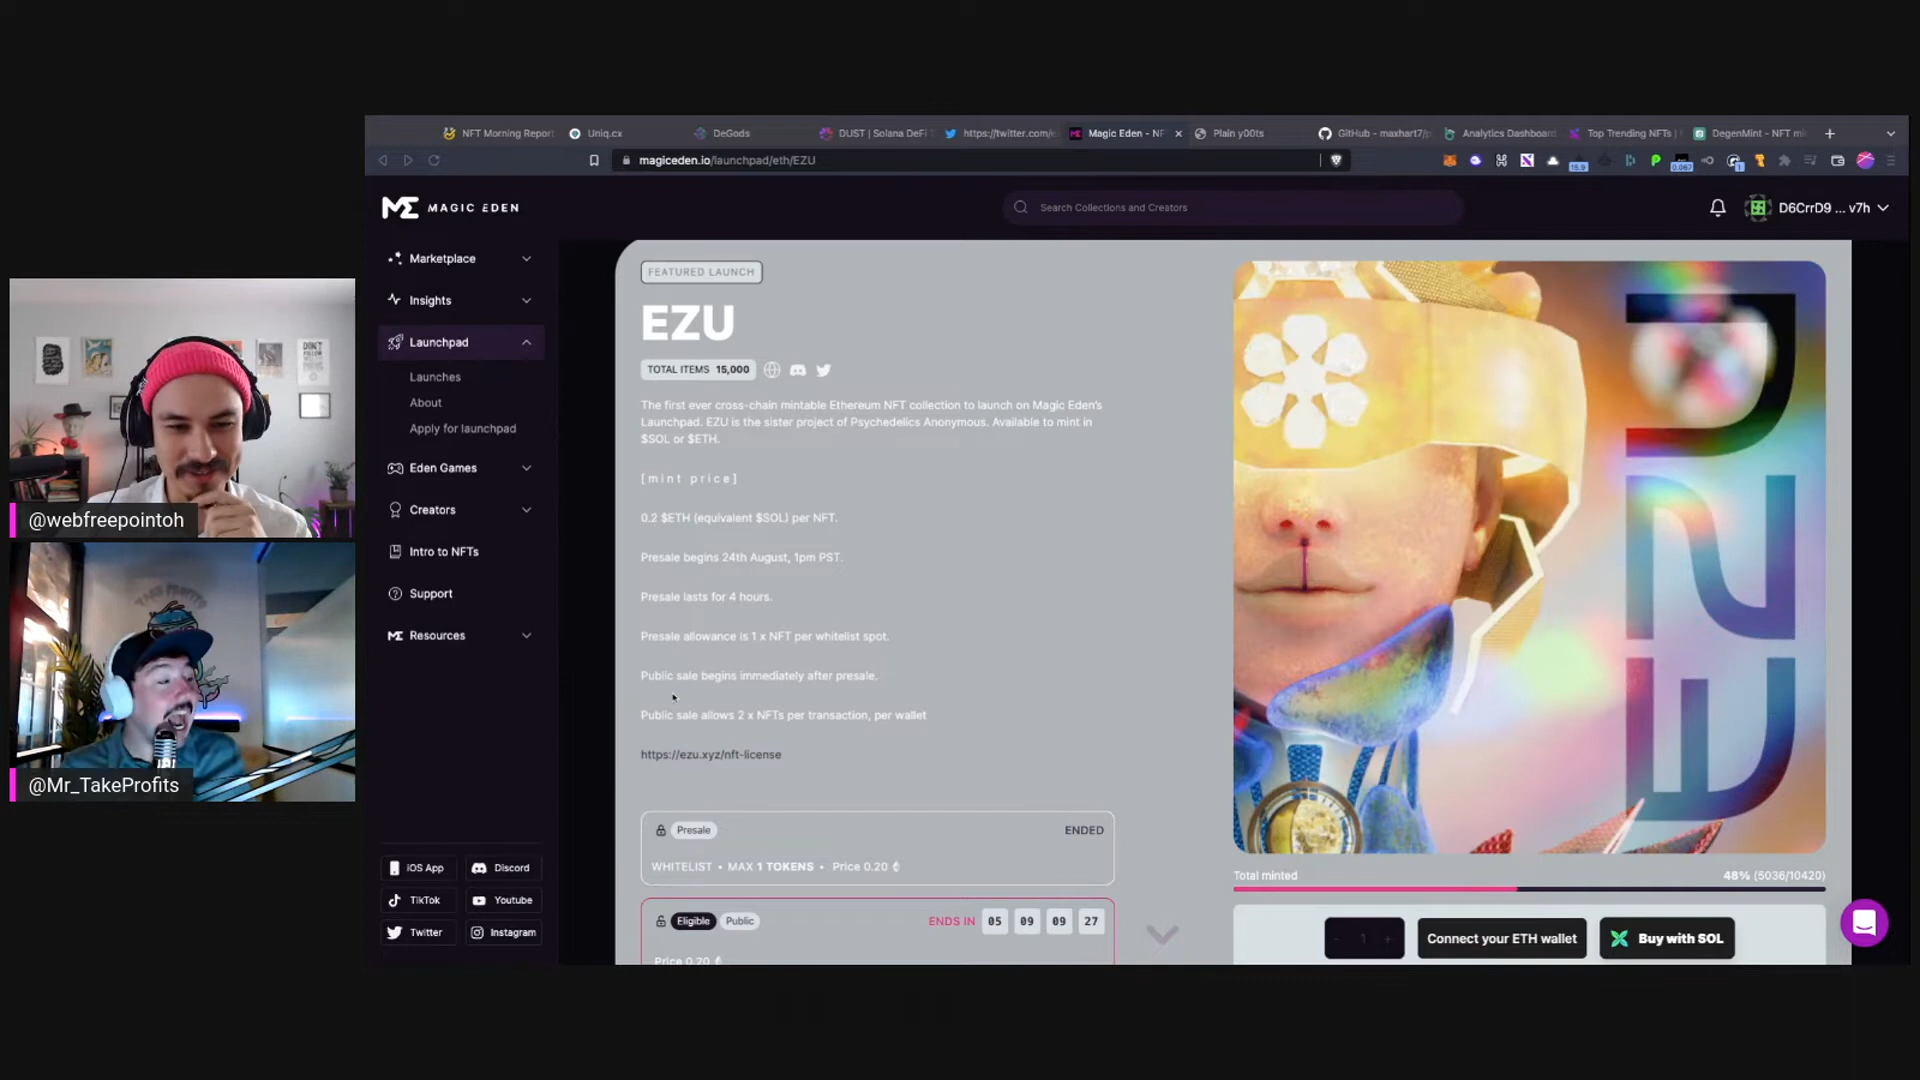 NFT Morning Report
Uniq.cx
DeGods
DUST | Solana DeFi
https://twitter.com/
Magic Eden - NF
Plain y00ts
GitHub - maxhart7/
Analytics Dashboard
Top Trending NFTs |
DegenMint - NFT mi
magiceden.io/launchpad/eth/EZU
15.9
0.067
1
MAGIC EDEN
Search Collections and Creators
D6CrrD9 ... v7h
Marketplace
Insights
Launchpad
Launches
About
Apply for launchpad
Eden Games
Creators
Intro to NFTs
Support
Resources
iOS App
Discord
TikTok
Youtube
Twitter
Instagram
FEATURED LAUNCH
EZU
TOTAL ITEMS 15,000
The first ever cross-chain mintable Ethereum NFT collection to launch on Magic Eden's
Launchpad. EZU is the sister project of Psychedelics Anonymous. Available to mint in
$SOL or $ETH.
[mint price]
0.2 $ETH (equivalent $SOL) per NFT.
Presale begins 24th August, 1pm PST.
Presale lasts for 4 hours.
Presale allowance is 1 x NFT per whitelist spot.
Public sale begins immediately after presale.
Public sale allows 2 x NFTs per transaction, per wallet
https://ezu.xyz/nft-license
Presale
ENDED
WHITELIST • MAX 1 TOKENS • Price 0.20
Eligible Public
ENDS IN 05 09 09 27
Price 0.20
EZU
Total minted
48% (5036/10420)
- 1 +
Connect your ETH wallet
Buy with SOL
@webfreepointoh
TAKE PROFITS
@Mr_TakeProfits